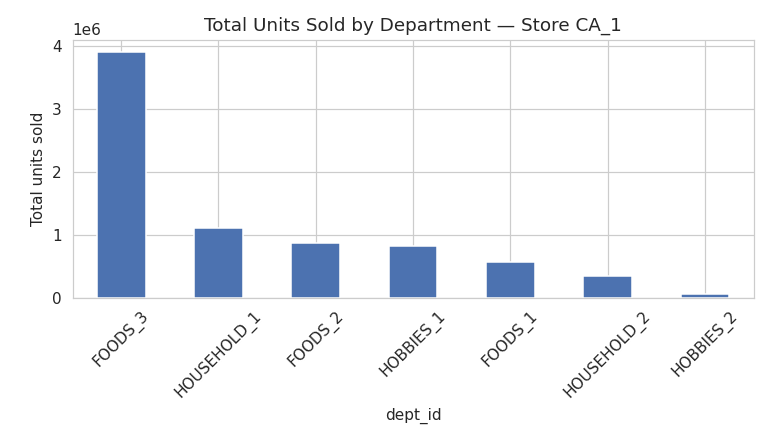 Total Units Sold by Department — Store CA_1
1e6
4
3
2
1
0
Total units sold
FOODS_3
HOUSEHOLD_1
FOODS_2
HOBBIES_1
FOODS_1
HOUSEHOLD_2
HOBBIES_2
dept_id